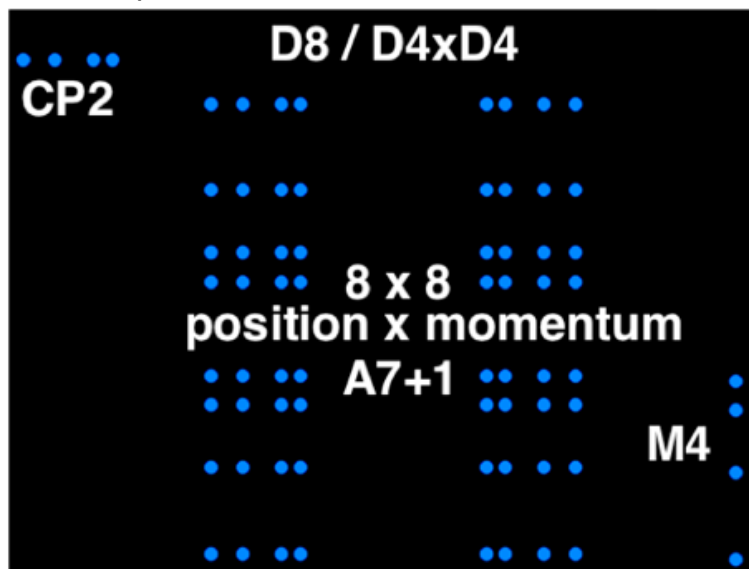 D8 / D4xD4
CP2
8 x 8
position x momentum
A7+1
M4